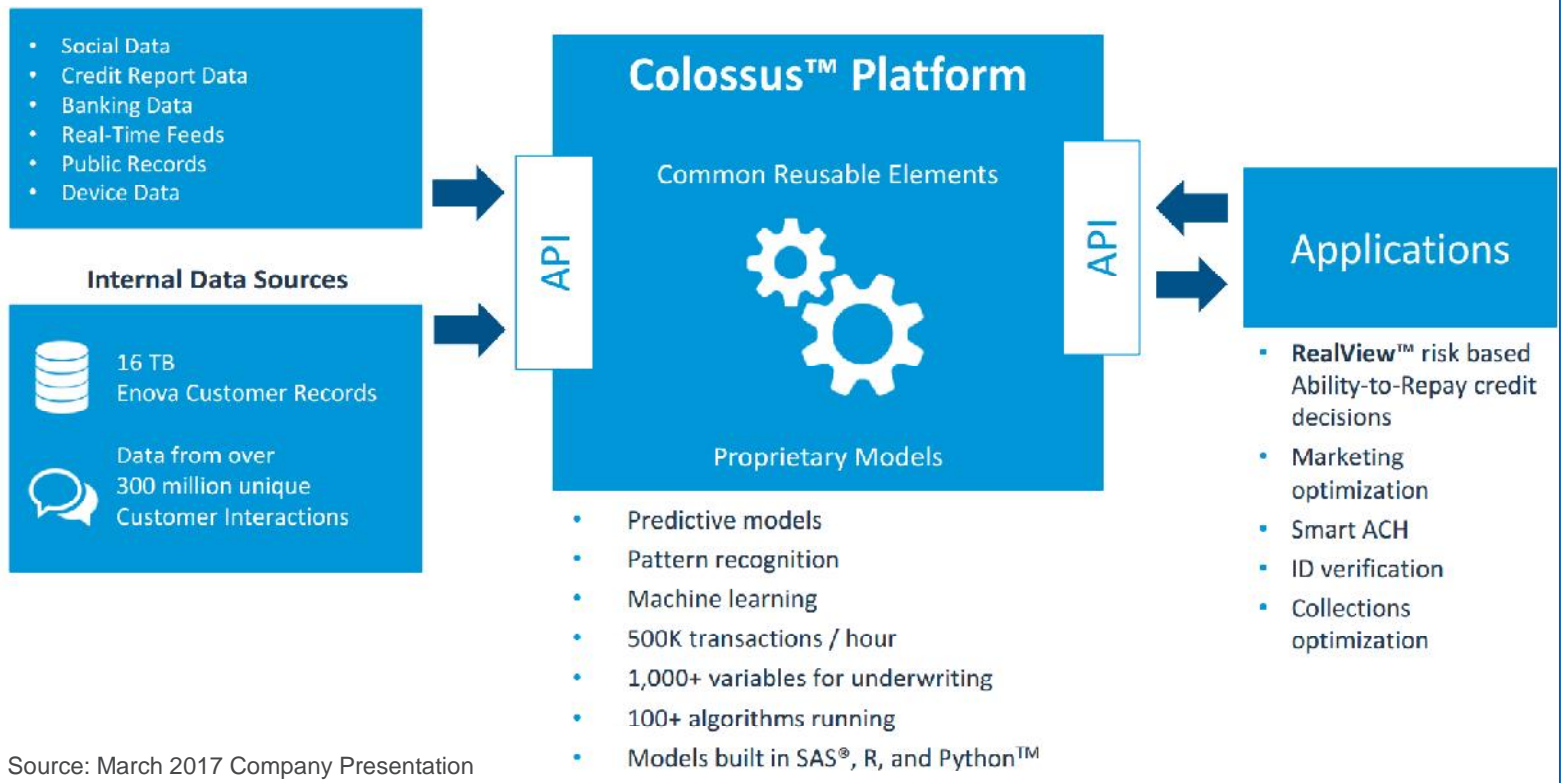 • Social Data
• Credit Report Data
• Banking Data
• Real-Time Feeds
• Public Records
• Device Data
Internal Data Sources
16 TB
Enova Customer Records
Data from over
300 million unique
Customer Interactions
API
Colossus™ Platform
Common Reusable Elements
Proprietary Models
• Predictive models
• Pattern recognition
• Machine learning
• 500K transactions / hour
• 1,000+ variables for underwriting
• 100+ algorithms running
• Models built in SAS®, R, and Python™
API
Applications
• RealView™ risk based
Ability-to-Repay credit
decisions
• Marketing
optimization
• Smart ACH
• ID verification
• Collections
optimization
Source: March 2017 Company Presentation